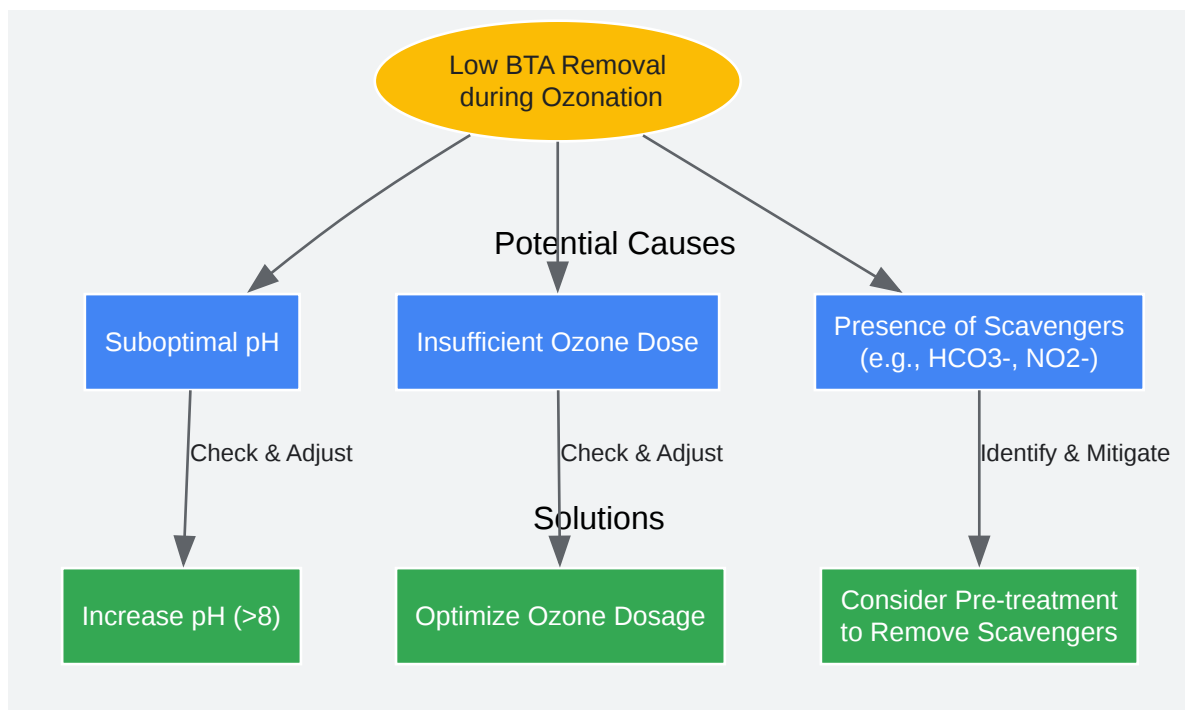 Low BTA Removal
during Ozonation
Potential Causes
Suboptimal pH
Insufficient Ozone Dose
Presence of Scavengers
(e.g., HCO3-, NO2-)
Check & Adjust
Check & Adjust
Identify & Mitigate
Solutions
Increase pH (>8)
Optimize Ozone Dosage
Consider Pre-treatment
to Remove Scavengers